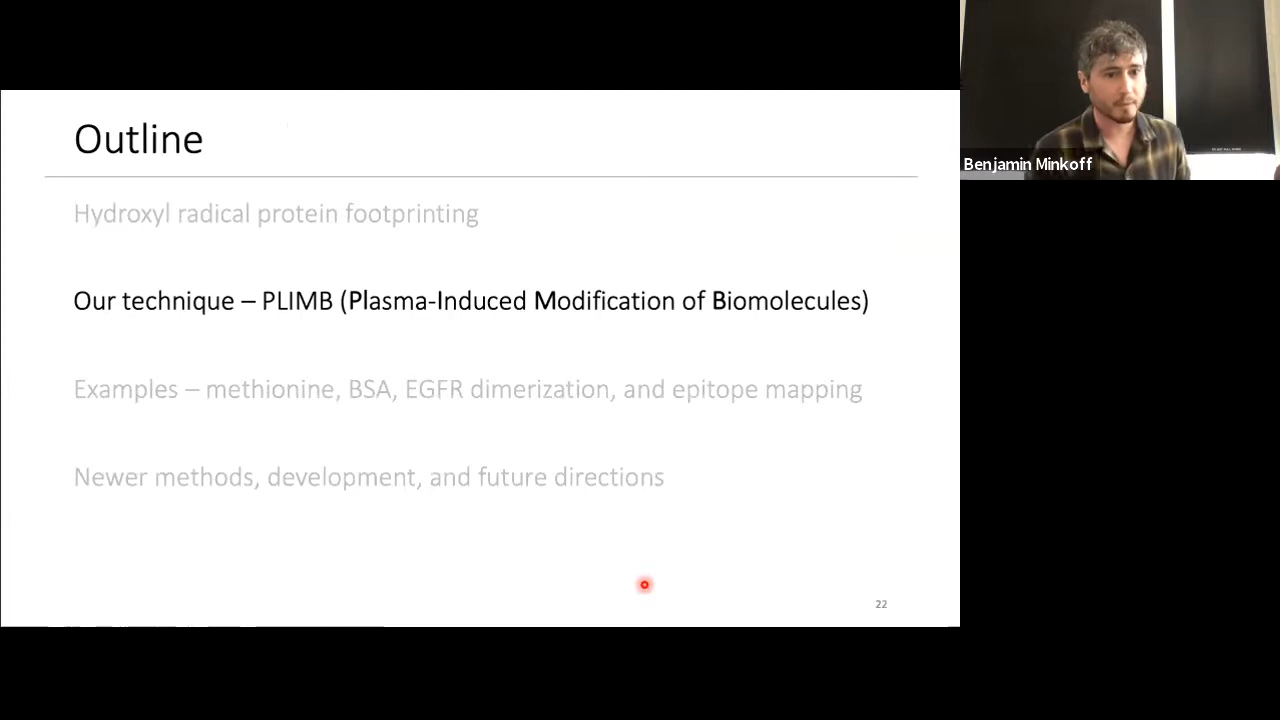 Outline
Hydroxyl radical protein footprinting
Our technique – PLIMB (Plasma-Induced Modification of Biomolecules)
Examples – methionine, BSA, EGFR dimerization, and epitope mapping
Newer methods, development, and future directions
22
Benjamin Minkoff